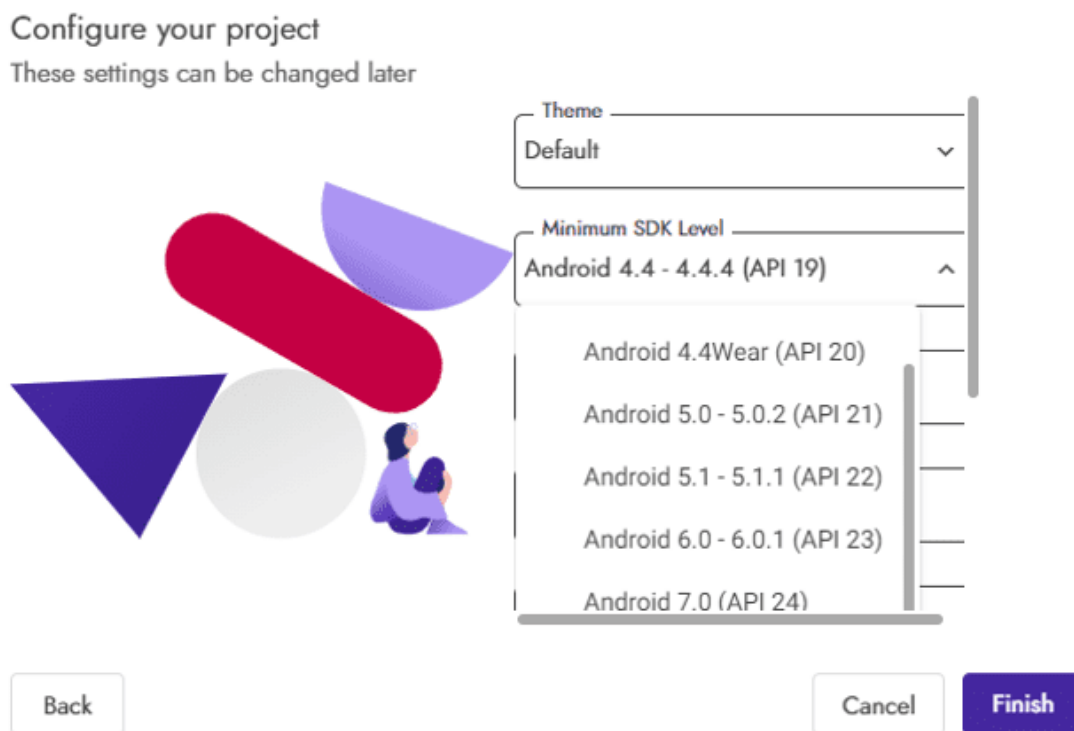 Configure your project
These settings can be changed later
Theme
Default
Minimum SDK Level
Android 4.4 - 4.4.4 (API 19)
Android 4.4Wear (API 20)
Android 5.0 - 5.0.2 (API 21)
Android 5.1 - 5.1.1 (API 22)
Android 6.0 - 6.0.1 (API 23)
Android 7.0 (API 24)
Back
Cancel
Finish